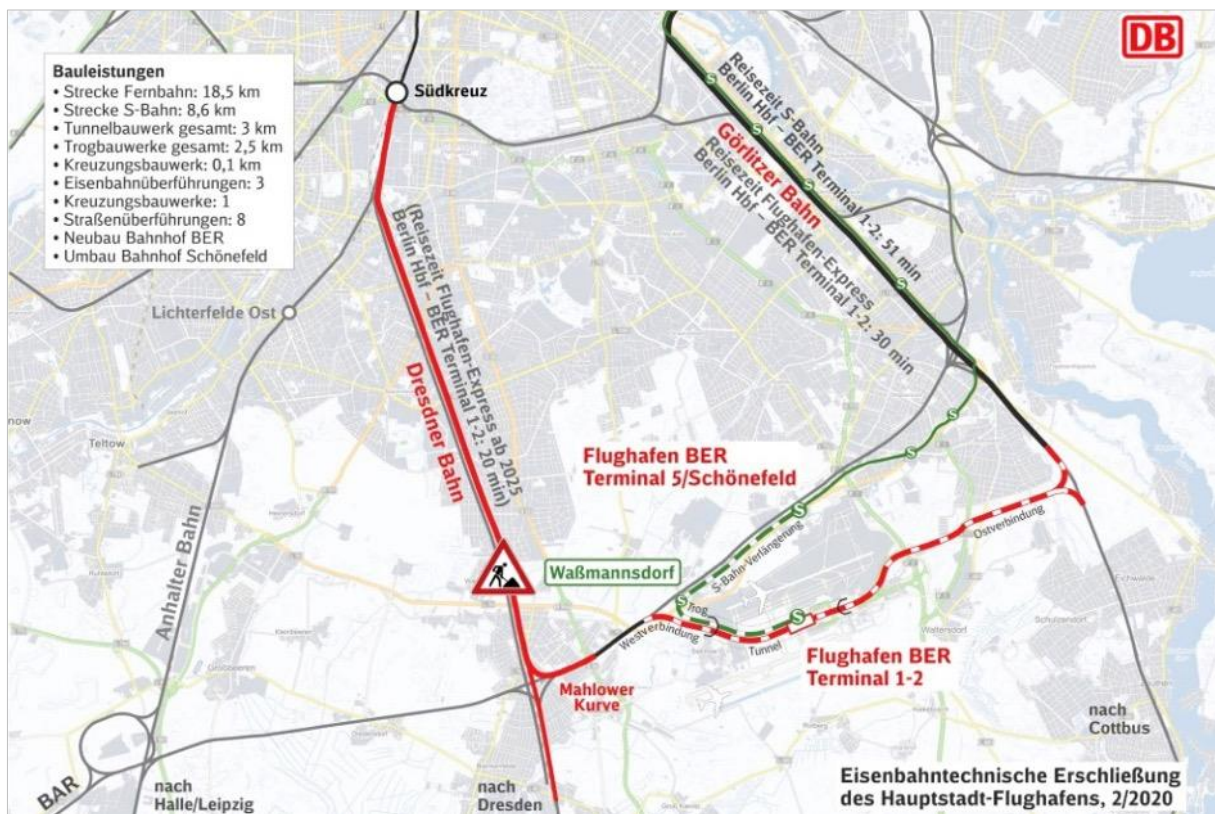 DB
Bauleistungen
• Strecke Fernbahn: 18,5 km
• Strecke S-Bahn: 8,6 km
• Tunnelbauwerk gesamt: 3 km
• Trogbauwerke gesamt: 2,5 km
• Kreuzungsbauwerk: 0,1 km
• Eisenbahnüberführungen: 3
• Kreuzungsbauwerke: 1
• Straßenüberführungen: 8
• Neubau Bahnhof BER
• Umbau Bahnhof Schönefeld
Südkreuz
Lichterfelde Ost
Reisezeit S-Bahn
Berlin Hbf – BER Terminal 1-2: 51 min
Görlitzer Bahn
Reisezeit Flughafen-Express
Berlin Hbf – BER Terminal 1-2: 30 min
(Reisezeit Flughafen-Express ab 2025
Berlin Hbf – BER Terminal 1-2: 20 min)
Dresdner Bahn
Anhalter Bahn
Teltow
Flughafen BER
Terminal 5/Schönefeld
S
S
S
S
S
S
S
S
S
Waßmannsdorf
S-Bahn-Verlängerung
Ostverbindung
Trog
Westverbindung
Tunnel
Flughafen BER
Terminal 1-2
Mahlower
Kurve
Eichwalde
Schulzendorf
Waltersdorf
Großbeeren
BAR
nach
Halle/Leipzig
nach
Dresden
nach
Cottbus
Eisenbahntechnische Erschließung
des Hauptstadt-Flughafens, 2/2020